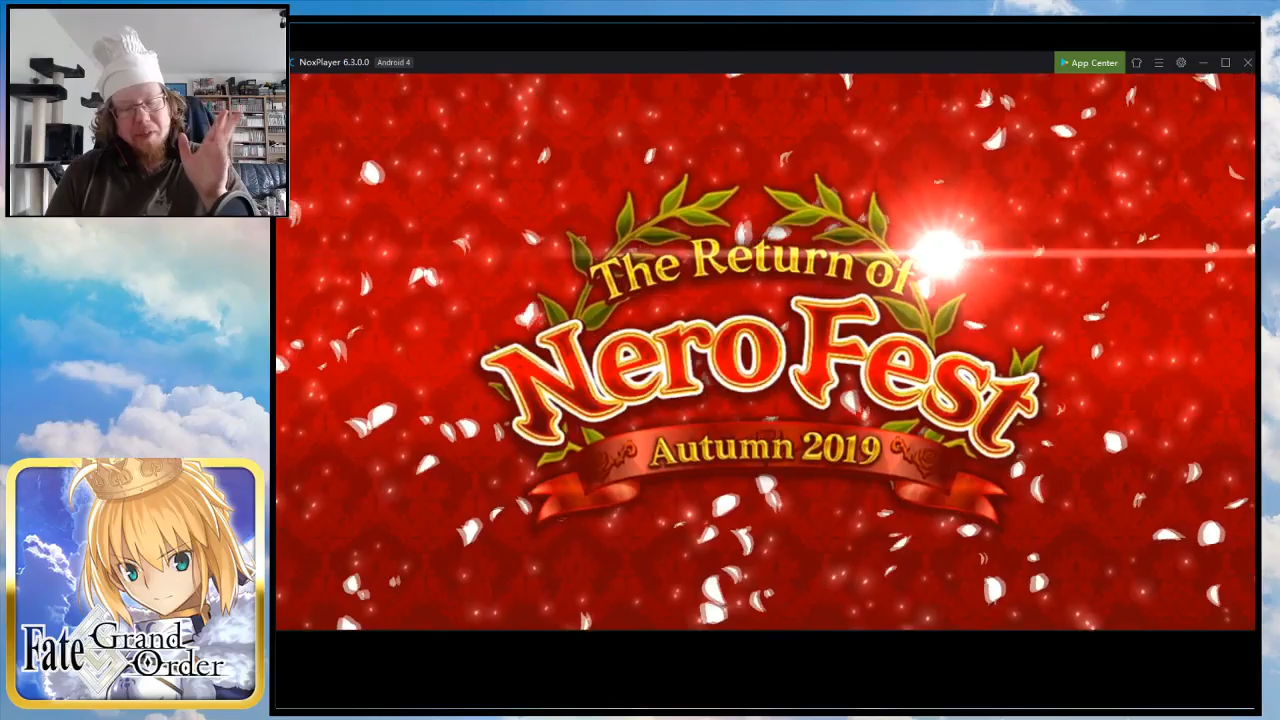 NoxPlayer 6.3.0.0 Android 4
App Center
The Return of
Nero Fest
Autumn 2019
Fate
Grand
Order